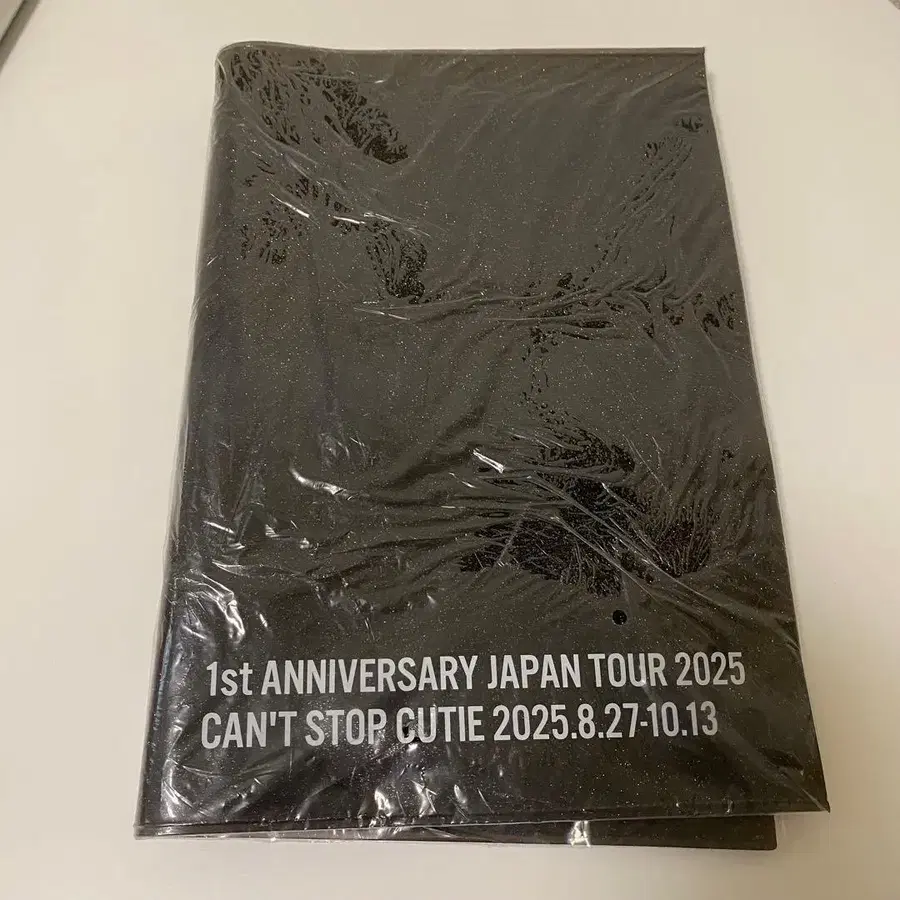 1st ANNIVERSARY JAPAN TOUR 2025
CAN'T STOP CUTIE 2025.8.27-10.13